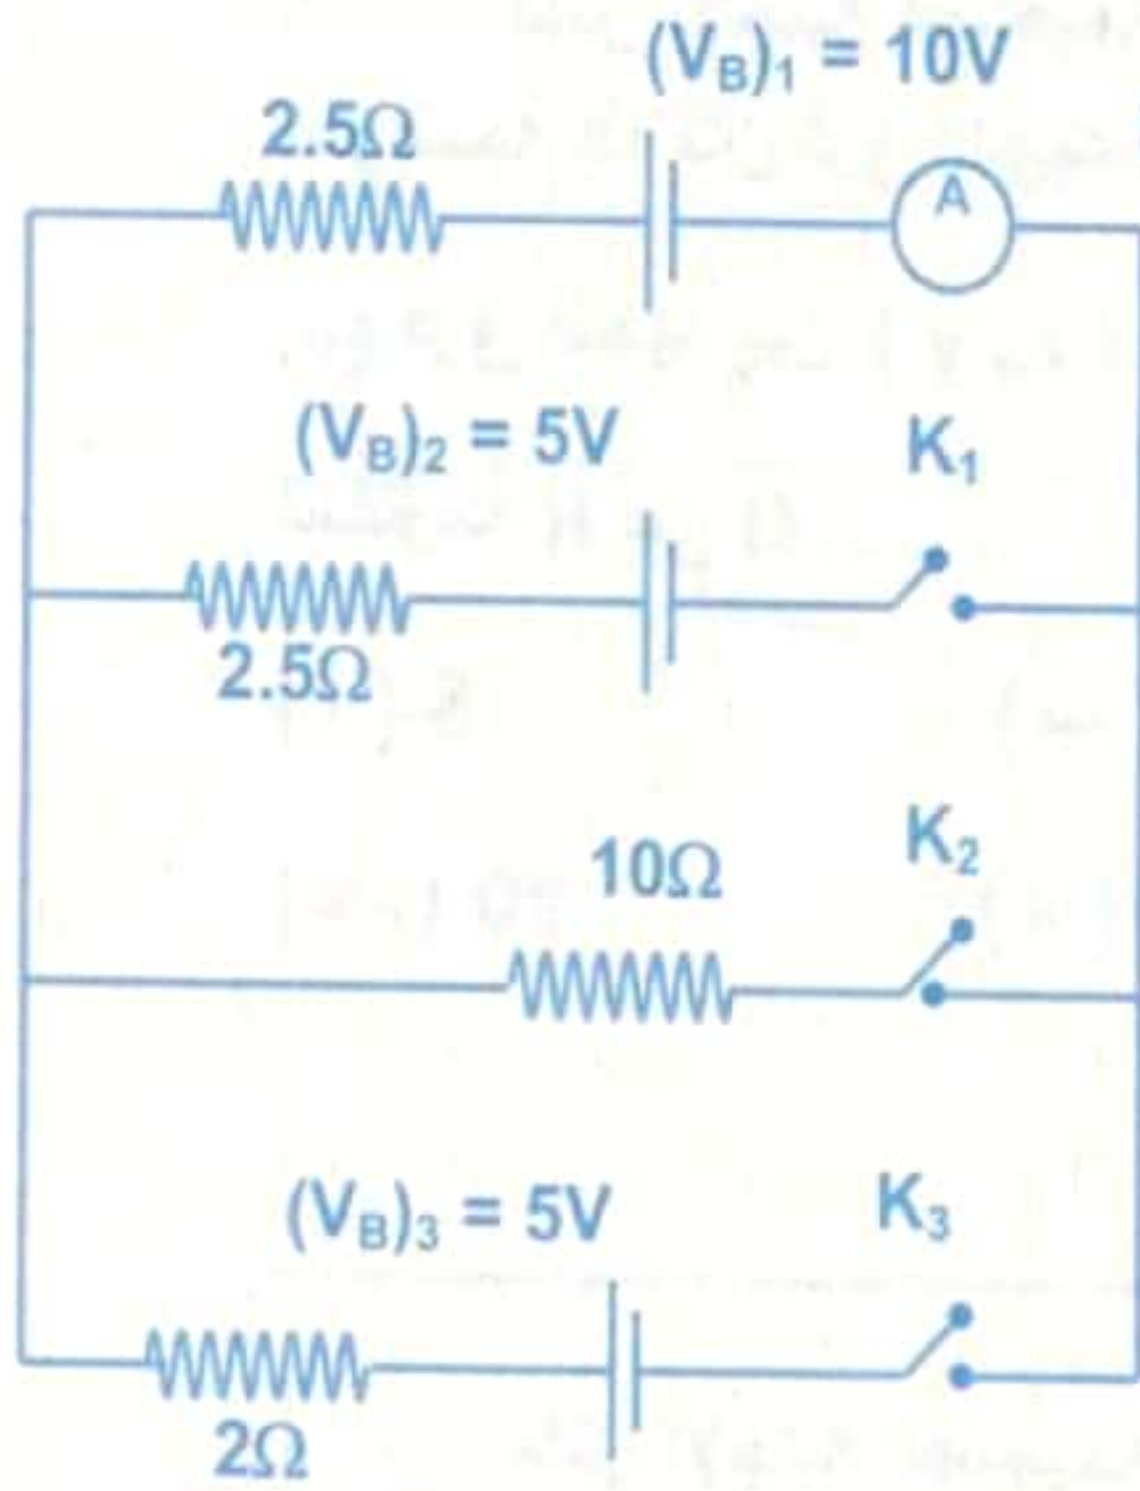 (V_B)_1 = 10V
2.5Ω
A
(V_B)_2 = 5V
K_1
2.5Ω
K_2
10Ω
(V_B)_3 = 5V
K_3
2Ω